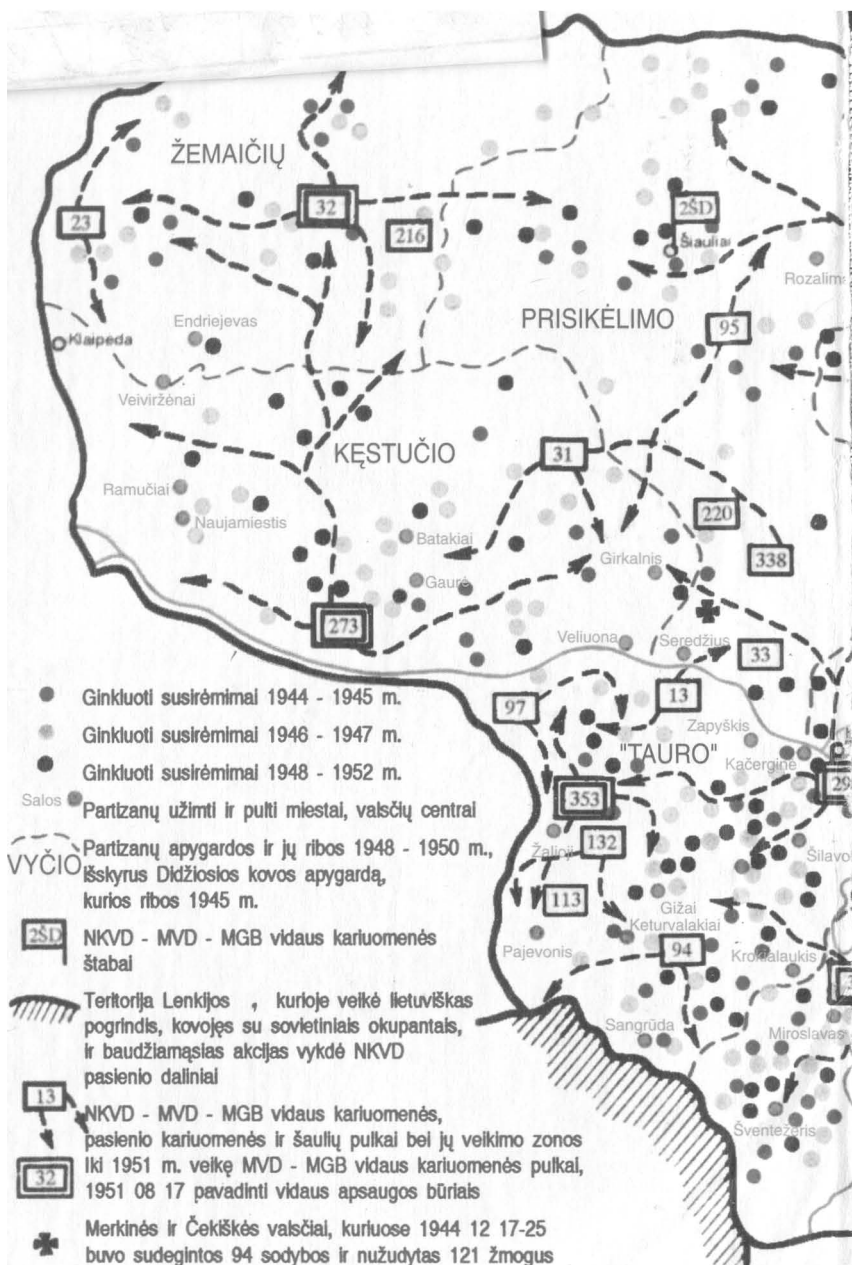 ŽEMAIČIŲ
23
32
216
2ŠD
Šiauliai
Rozalim
Endriejevas
Klaipėda
PRISIKĖLIMO
95
Veiviržėnai
KĘSTUČIO
31
Ramučiai
Naujamiestis
Batakiai
220
Girkalnis
338
Gaurė
273
Veliuona
Seredžius
33
97
13
Zapyškis
"TAURO"
Kačerginė
29
353
132
Žalioji
Šilavo
113
Gižai
Keturvalakiai
Pajevonis
94
Krokialaukis
3
Sangrūda
Miroslavas
Šventežeris
Ginkluoti susirėmimai 1944 - 1945 m.
Ginkluoti susirėmimai 1946 - 1947 m.
Ginkluoti susirėmimai 1948 - 1952 m.
Salos
Partizanų užimti ir pulti miestai, valsčių centrai
VYČIO
Partizanų apygardos ir jų ribos 1948 - 1950 m.,
išskyrus Didžiosios kovos apygardą,
kurios ribos 1945 m.
2ŠD
NKVD - MVD - MGB vidaus kariuomenės
štabai
Teritorija Lenkijos , kurioje veikė lietuviškas
pogrindis, kovojęs su sovietiniais okupantais,
ir baudžiamąsias akcijas vykdė NKVD
pasienio daliniai
13
NKVD - MVD - MGB vidaus kariuomenės,
pasienio kariuomenės ir šaulių pulkai bei jų veikimo zonos
32
Iki 1951 m. veikę MVD - MGB vidaus kariuomenės pulkai,
1951 08 17 pavadinti vidaus apsaugos būriais
Merkinės ir Čekiškės valsčiai, kuriuose 1944 12 17-25
buvo sudegintos 94 sodybos ir nužudytas 121 žmogus